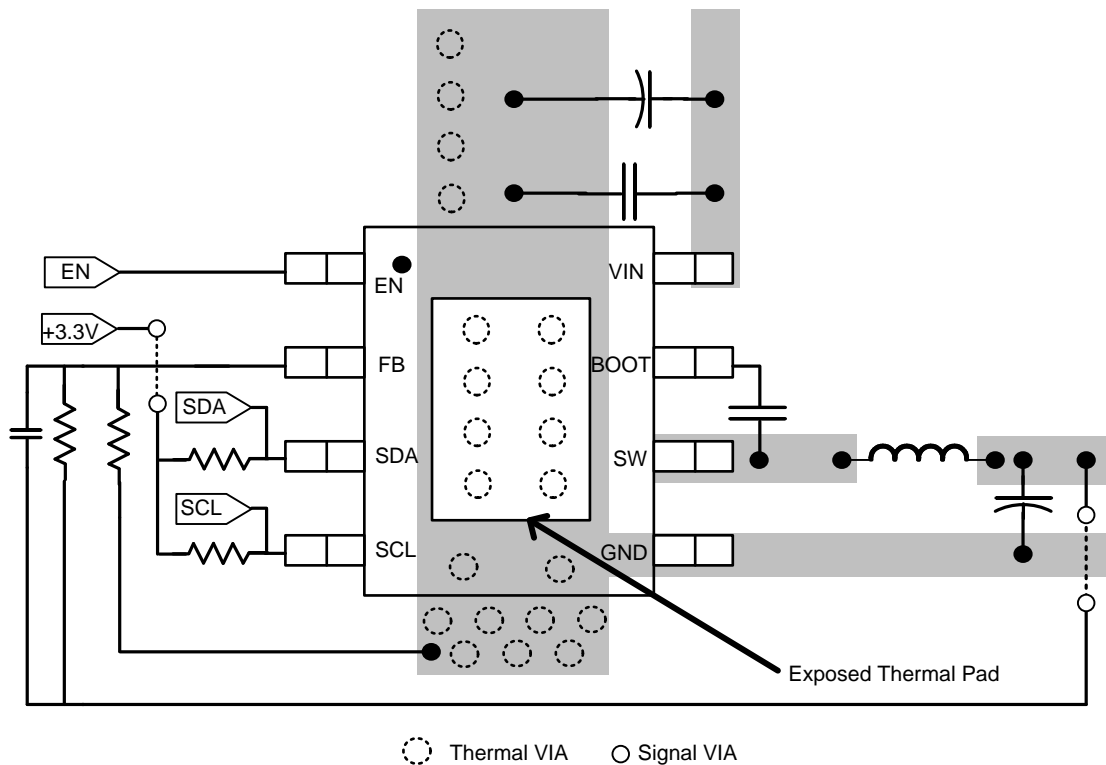 EN
EN
VIN
+3.3V
FB
BOOT
SDA
SDA
SW
SCL
SCL
GND
Exposed Thermal Pad
Thermal VIA
Signal VIA